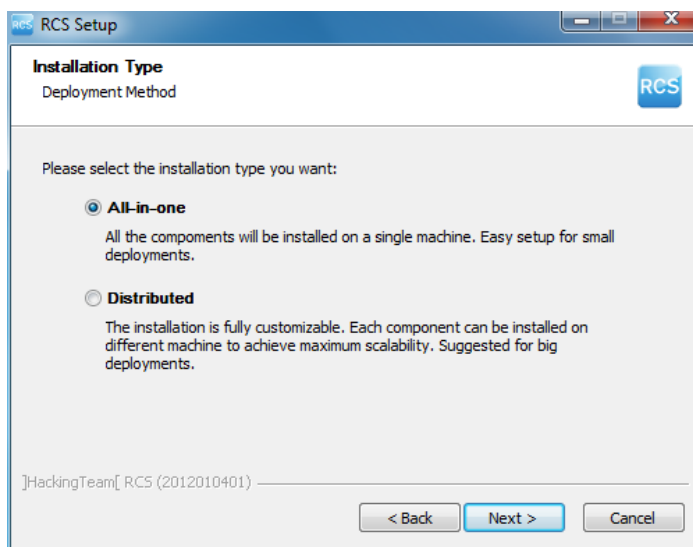 RCS RCS Setup
Installation Type
Deployment Method
RCS
Please select the installation type you want:
All-in-one
All the compoments will be installed on a single machine. Easy setup for small
deployments.
Distributed
The installation is fully customizable. Each component can be installed on
different machine to achieve maximum scalability. Suggested for big
deployments.
]HackingTeam[ RCS (2012010401)
< Back Next > Cancel